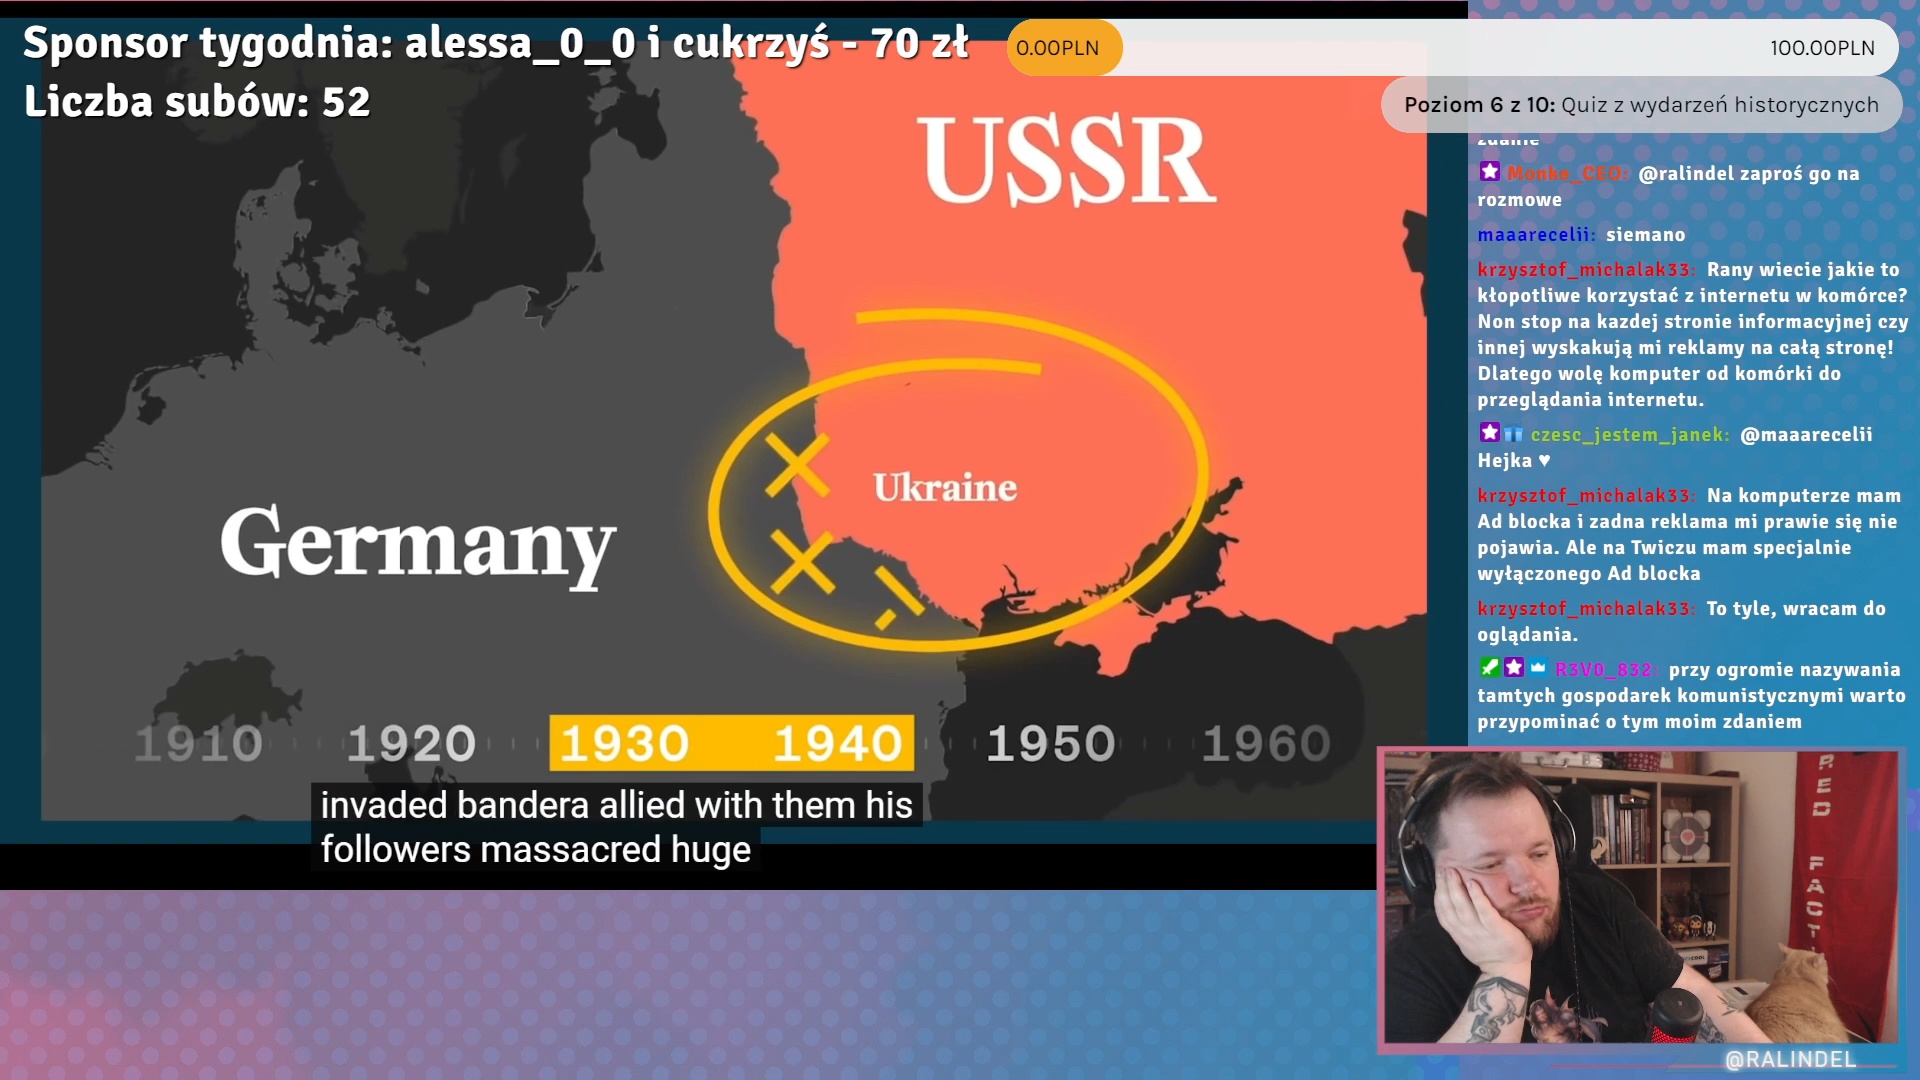 Sponsor tygodnia: alessa_0_0 i cukrzyś - 70 zł
Liczba subów: 52
0.00PLN
100.00PLN
Poziom 6 z 10: Quiz z wydarzeń historycznych
USSR
Ukraine
Germany
1910 1920 1930 1940 1950 1960
invaded bandera allied with them his
followers massacred huge
zdanie
Monke_CEO: @ralindel zaproś go na
rozmowe
maaarecelii: siemano
krzysztof_michalak33: Rany wiecie jakie to
kłopotliwe korzystać z internetu w komórce?
Non stop na kazdej stronie informacyjnej czy
innej wyskakują mi reklamy na całą stronę!
Dlatego wolę komputer od komórki do
przeglądania internetu.
czesc_jestem_janek: @maaarecelii
Hejka ♥
krzysztof_michalak33: Na komputerze mam
Ad blocka i zadna reklama mi prawie się nie
pojawia. Ale na Twiczu mam specjalnie
wyłączonego Ad blocka
krzysztof_michalak33: To tyle, wracam do
oglądania.
R3V0_832: przy ogromie nazywania
tamtych gospodarek komunistycznymi warto
przypominać o tym moim zdaniem
RED FACT
@RALINDEL